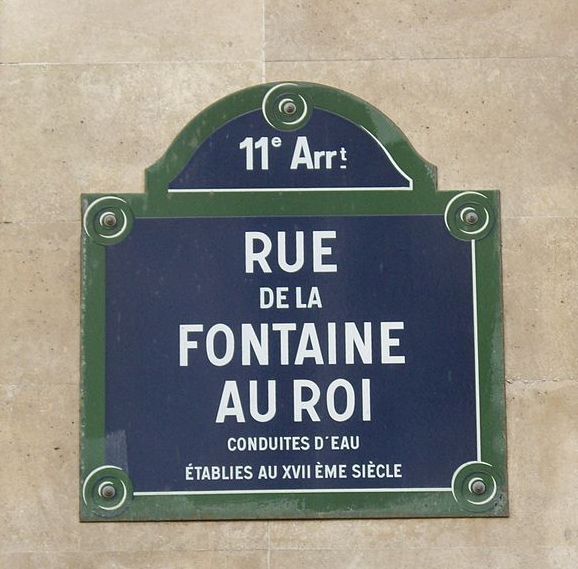 11e Arrt
RUE
DE LA
FONTAINE
AU ROI
CONDUITES D'EAU
ÉTABLIES AU XVII ÈME SIÈCLE